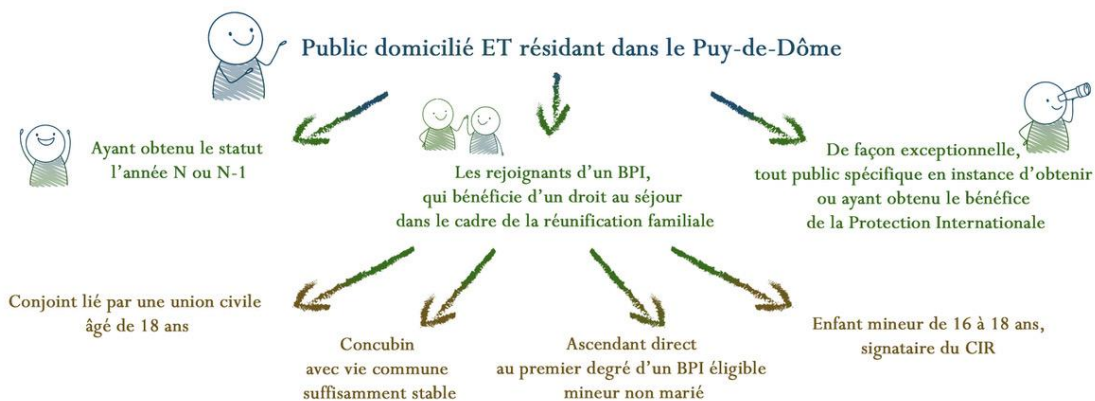 Public domicilié ET résidant dans le Puy-de-Dôme
Ayant obtenu le statut
l'année N ou N-1
Les rejoignants d'un BPI,
qui bénéficie d'un droit au séjour
dans le cadre de la réunification familiale
De façon exceptionnelle,
tout public spécifique en instance d'obtenir
ou ayant obtenu le bénéfice
de la Protection Internationale
Conjoint lié par une union civile
âgé de 18 ans
Concubin
avec vie commune
suffisamment stable
Ascendant direct
au premier degré d'un BPI éligible
mineur non marié
Enfant mineur de 16 à 18 ans,
signataire du CIR